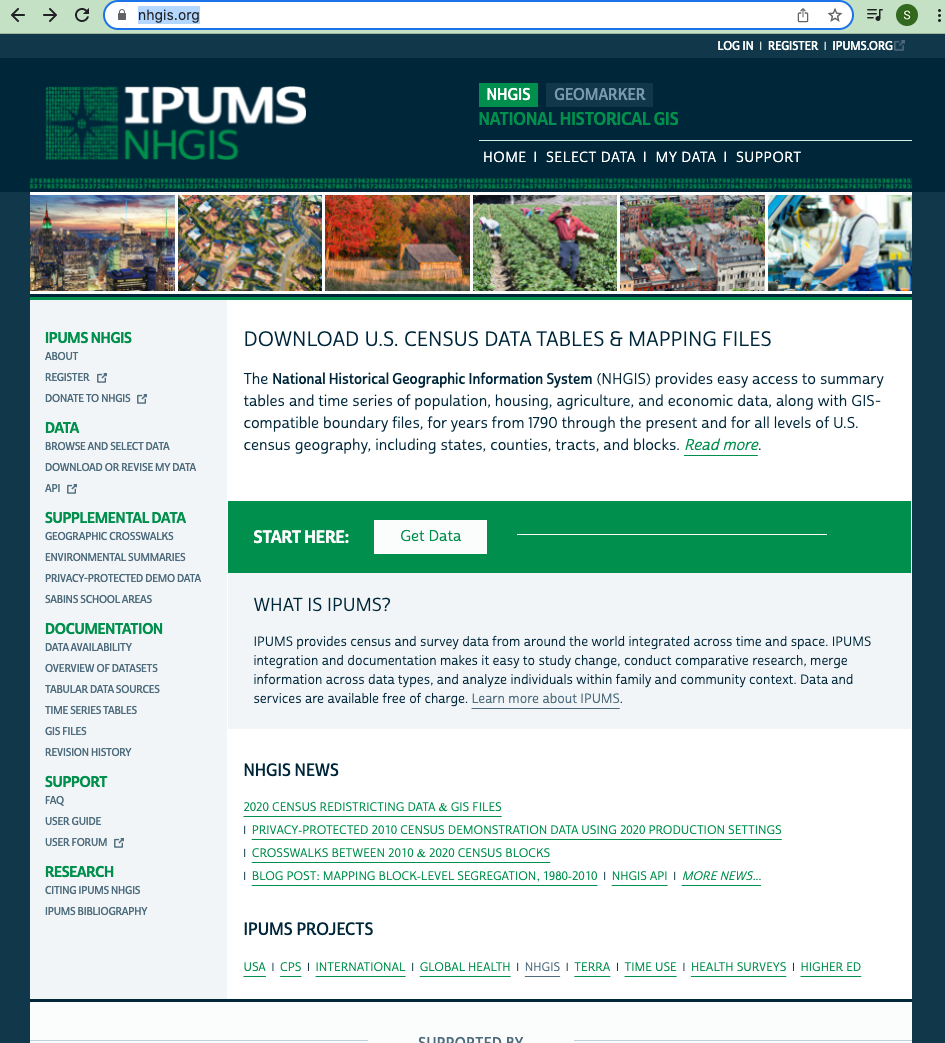 nhgis.org
S
LOG IN | REGISTER | IPUMS.ORG
IPUMS
NHGIS
NHGIS GEOMARKER
NATIONAL HISTORICAL GIS
HOME | SELECT DATA | MY DATA | SUPPORT
IPUMS NHGIS
ABOUT
REGISTER
DONATE TO NHGIS
DATA
BROWSE AND SELECT DATA
DOWNLOAD OR REVISE MY DATA
API
SUPPLEMENTAL DATA
GEOGRAPHIC CROSSWALKS
ENVIRONMENTAL SUMMARIES
PRIVACY-PROTECTED DEMO DATA
SABINS SCHOOL AREAS
DOCUMENTATION
DATA AVAILABILITY
OVERVIEW OF DATASETS
TABULAR DATA SOURCES
TIME SERIES TABLES
GIS FILES
REVISION HISTORY
SUPPORT
FAQ
USER GUIDE
USER FORUM
RESEARCH
CITING IPUMS NHGIS
IPUMS BIBLIOGRAPHY
DOWNLOAD U.S. CENSUS DATA TABLES & MAPPING FILES
The National Historical Geographic Information System (NHGIS) provides easy access to summary
tables and time series of population, housing, agriculture, and economic data, along with GIS-
compatible boundary files, for years from 1790 through the present and for all levels of U.S.
census geography, including states, counties, tracts, and blocks. Read more.
START HERE: Get Data
WHAT IS IPUMS?
IPUMS provides census and survey data from around the world integrated across time and space. IPUMS
integration and documentation makes it easy to study change, conduct comparative research, merge
information across data types, and analyze individuals within family and community context. Data and
services are available free of charge. Learn more about IPUMS.
NHGIS NEWS
2020 CENSUS REDISTRICTING DATA & GIS FILES
| PRIVACY-PROTECTED 2010 CENSUS DEMONSTRATION DATA USING 2020 PRODUCTION SETTINGS
| CROSSWALKS BETWEEN 2010 & 2020 CENSUS BLOCKS
| BLOG POST: MAPPING BLOCK-LEVEL SEGREGATION, 1980-2010 | NHGIS API | MORE NEWS...
IPUMS PROJECTS
USA | CPS | INTERNATIONAL | GLOBAL HEALTH | NHGIS | TERRA | TIME USE | HEALTH SURVEYS | HIGHER ED
SUPPORTED BY